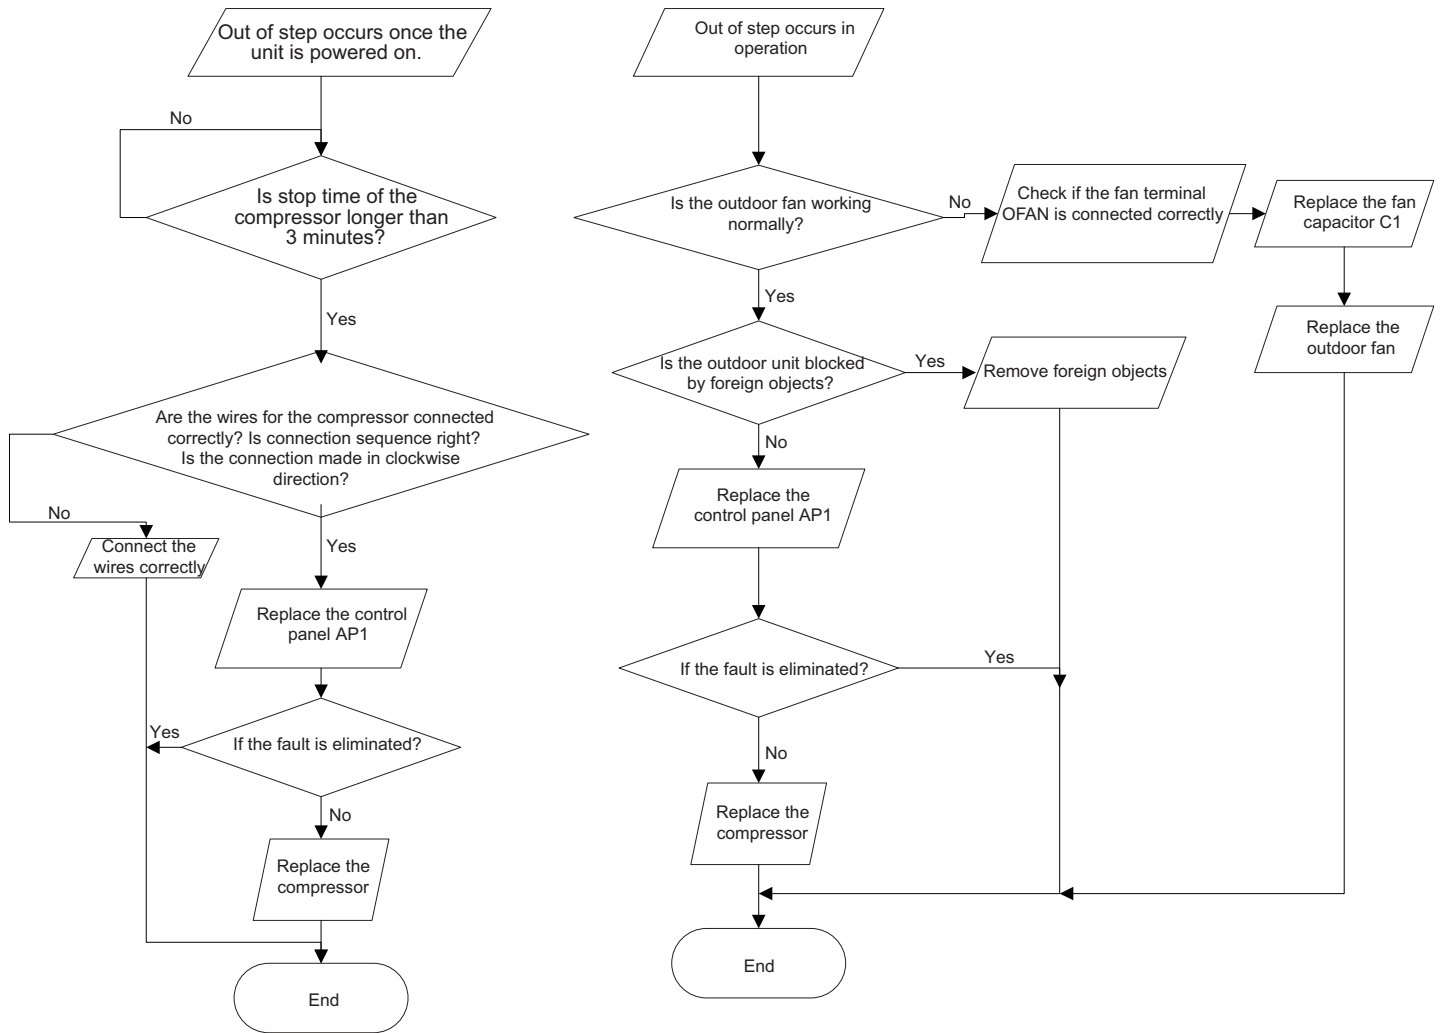 Out of step occurs once the
unit is powered on.
No
Is stop time of the
compressor longer than
3 minutes?
Yes
Are the wires for the compressor connected
correctly? Is connection sequence right?
Is the connection made in clockwise
direction?
No
Connect the
wires correctly
Yes
Replace the control
panel AP1
Yes
If the fault is eliminated?
No
Replace the
compressor
End
Out of step occurs in
operation
Is the outdoor fan working
normally?
No
Check if the fan terminal
OFAN is connected correctly
Replace the fan
capacitor C1
Replace the
outdoor fan
Yes
Is the outdoor unit blocked
by foreign objects?
Yes
Remove foreign objects
No
Replace the
control panel AP1
If the fault is eliminated?
Yes
No
Replace the
compressor
End